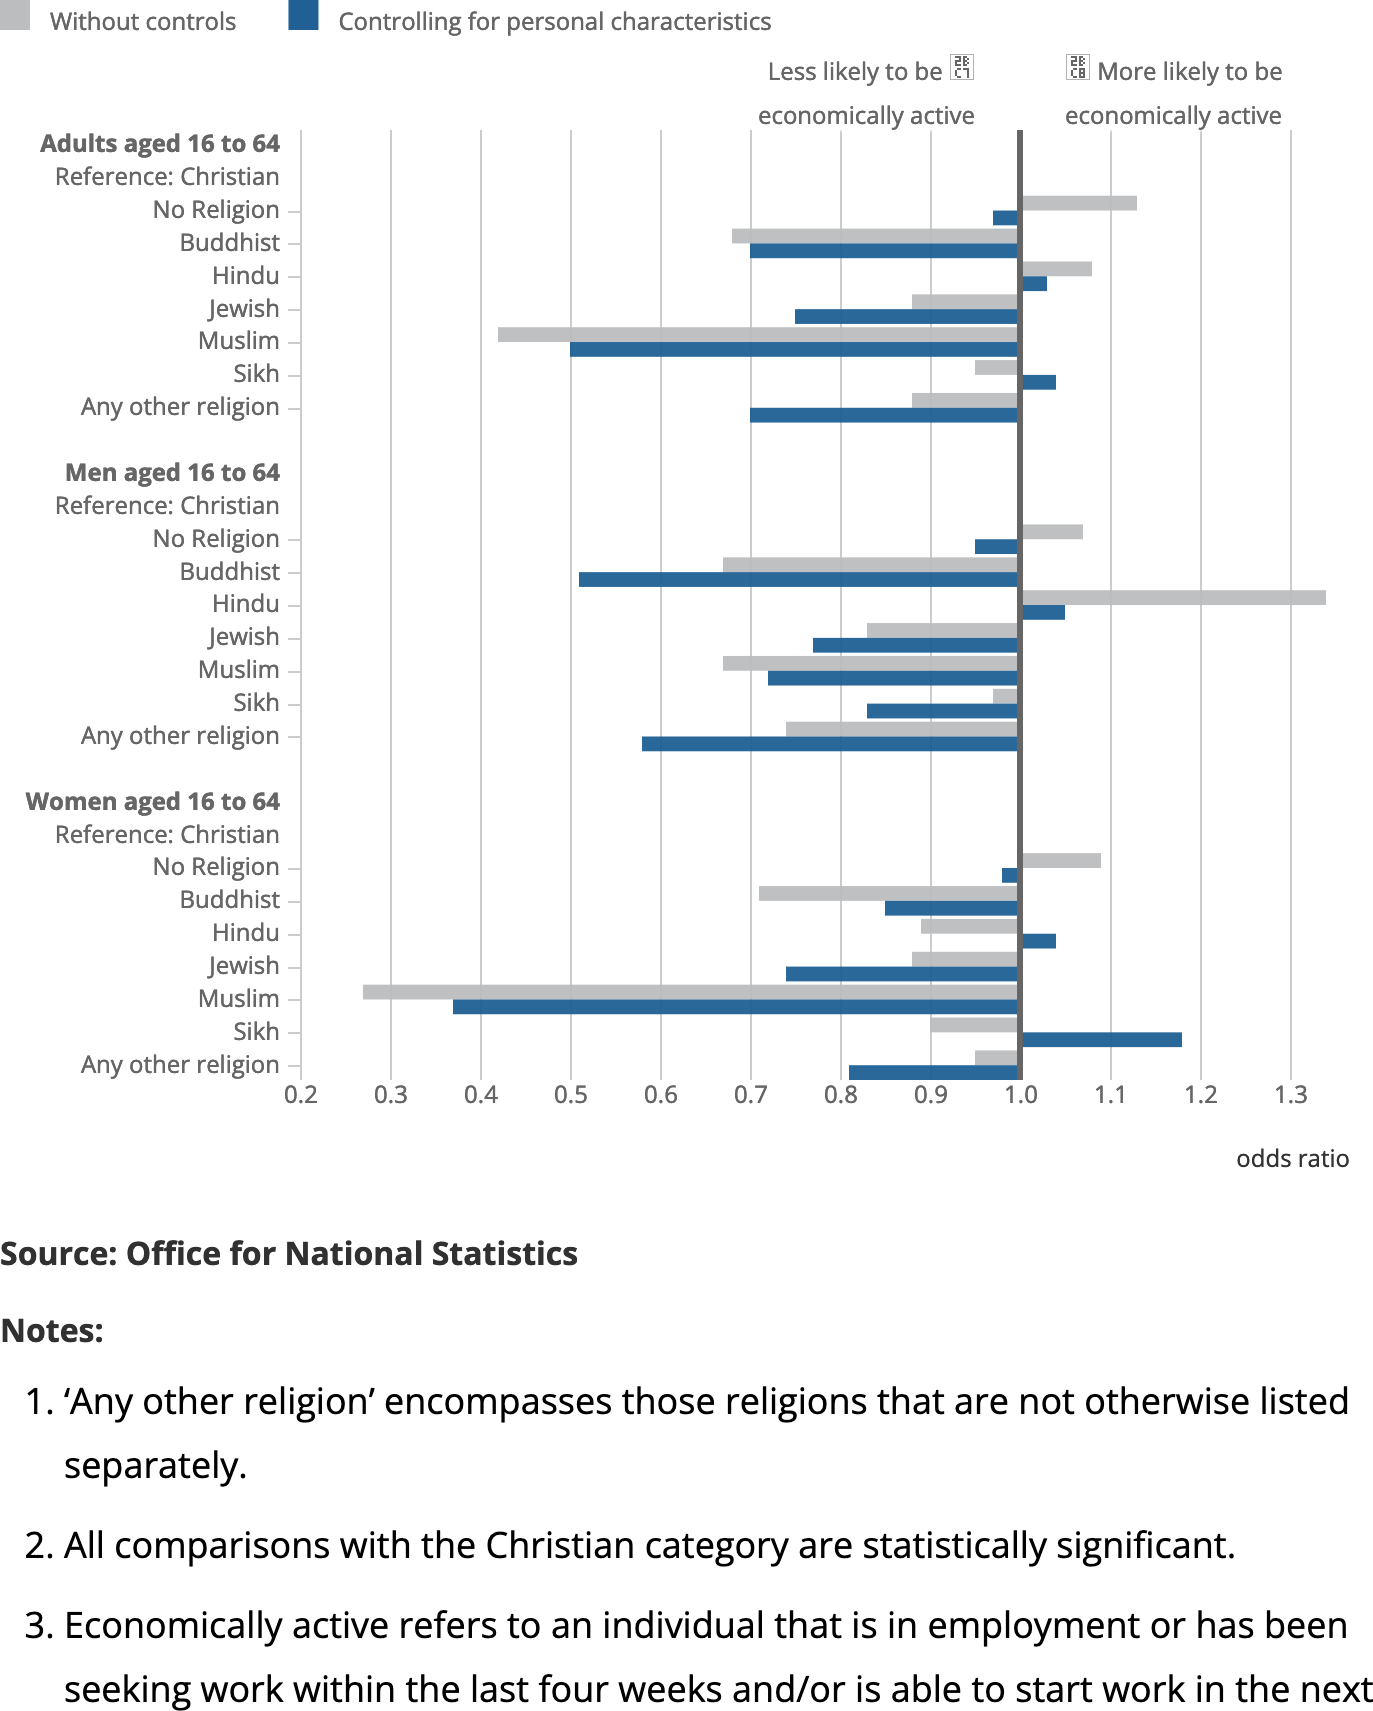 Without controls
Controlling for personal characteristics
Less likely to be
economically active
More likely to be
economically active
Adults aged 16 to 64
Reference: Christian
No Religion
Buddhist
Hindu
Jewish
Muslim
Sikh
Any other religion
Men aged 16 to 64
Reference: Christian
No Religion
Buddhist
Hindu
Jewish
Muslim
Sikh
Any other religion
Women aged 16 to 64
Reference: Christian
No Religion
Buddhist
Hindu
Jewish
Muslim
Sikh
Any other religion
0.2 0.3 0.4 0.5 0.6 0.7 0.8 0.9 1.0 1.1 1.2 1.3
odds ratio
Source: Office for National Statistics
Notes:
1. ‘Any other religion’ encompasses those religions that are not otherwise listed
separately.
2. All comparisons with the Christian category are statistically significant.
3. Economically active refers to an individual that is in employment or has been
seeking work within the last four weeks and/or is able to start work in the next